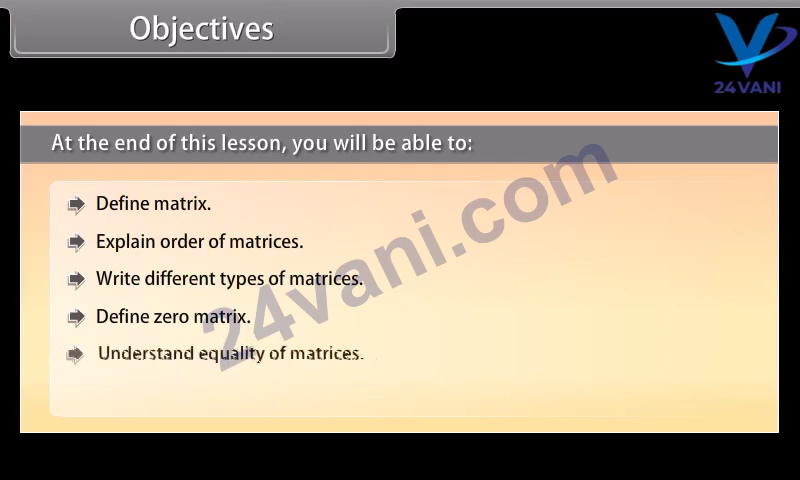 Objectives
24VANI
At the end of this lesson, you will be able to:
Define matrix.
Explain order of matrices.
Write different types of matrices.
Define zero matrix.
Understand equality of matrices.
24vani.com